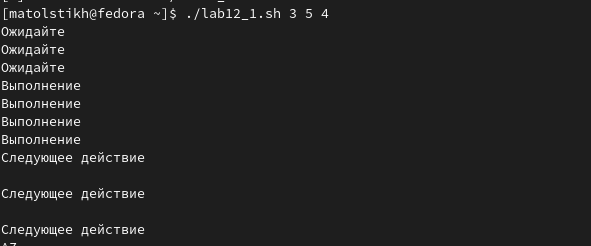 [matolstikh@fedora ~]$ ./lab12_1.sh 3 5 4
Ожидайте
Ожидайте
Ожидайте
Выполнение
Выполнение
Выполнение
Выполнение
Следующее действие
Следующее действие
Следующее действие